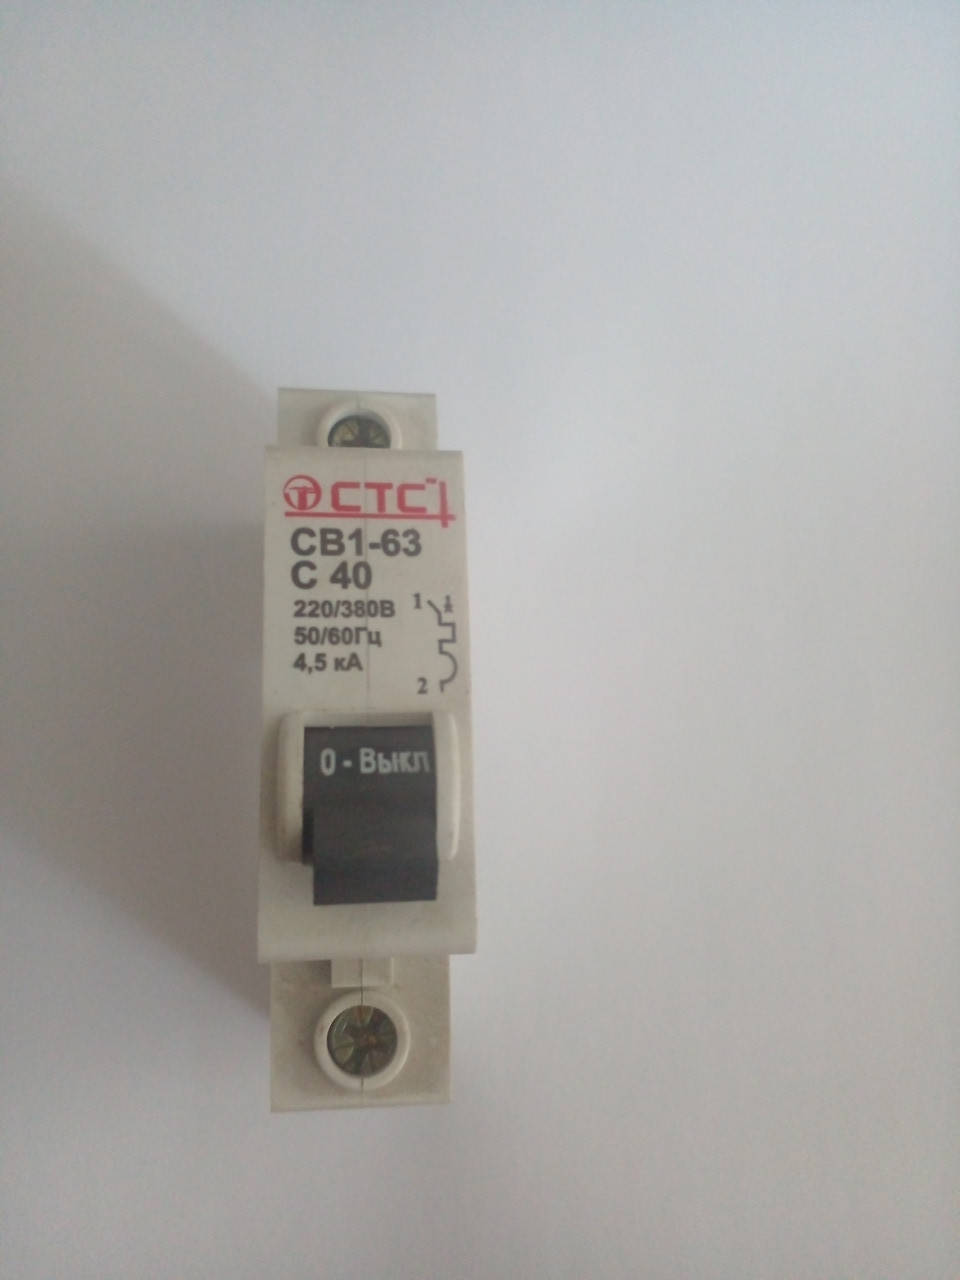 СТС
СВ1-63
С 40
220/380В
50/60Гц
4,5 кА
1
2
0 - Выкл